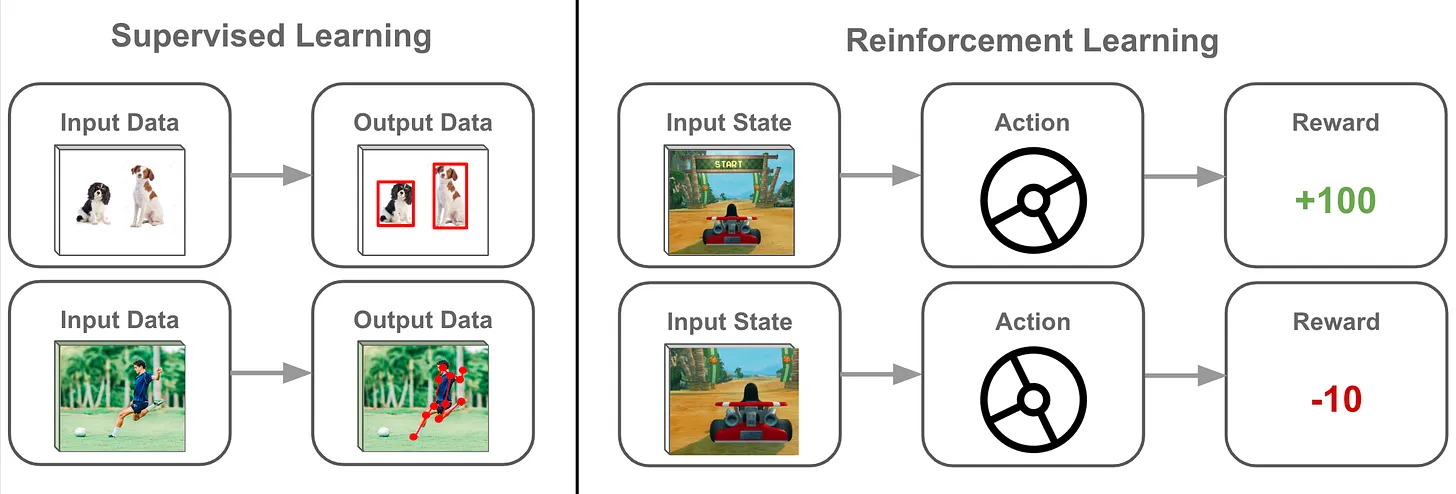 Supervised Learning
Reinforcement Learning
Input Data
Output Data
Input State
Action
Reward
START
+100
Input Data
Output Data
Input State
Action
Reward
-10